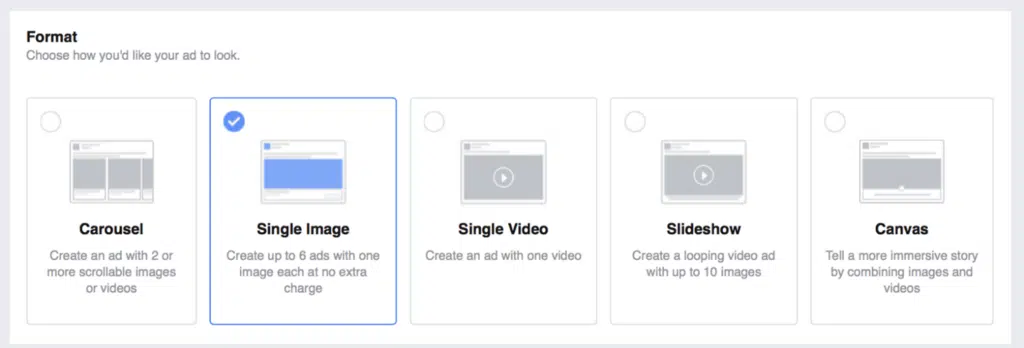 Format
Choose how you'd like your ad to look.
Carousel
Create an ad with 2 or
more scrollable images
or videos
Single Image
Create up to 6 ads with one
image each at no extra
charge
Single Video
Create an ad with one video
Slideshow
Create a looping video ad
with up to 10 images
Canvas
Tell a more immersive story
by combining images and
videos